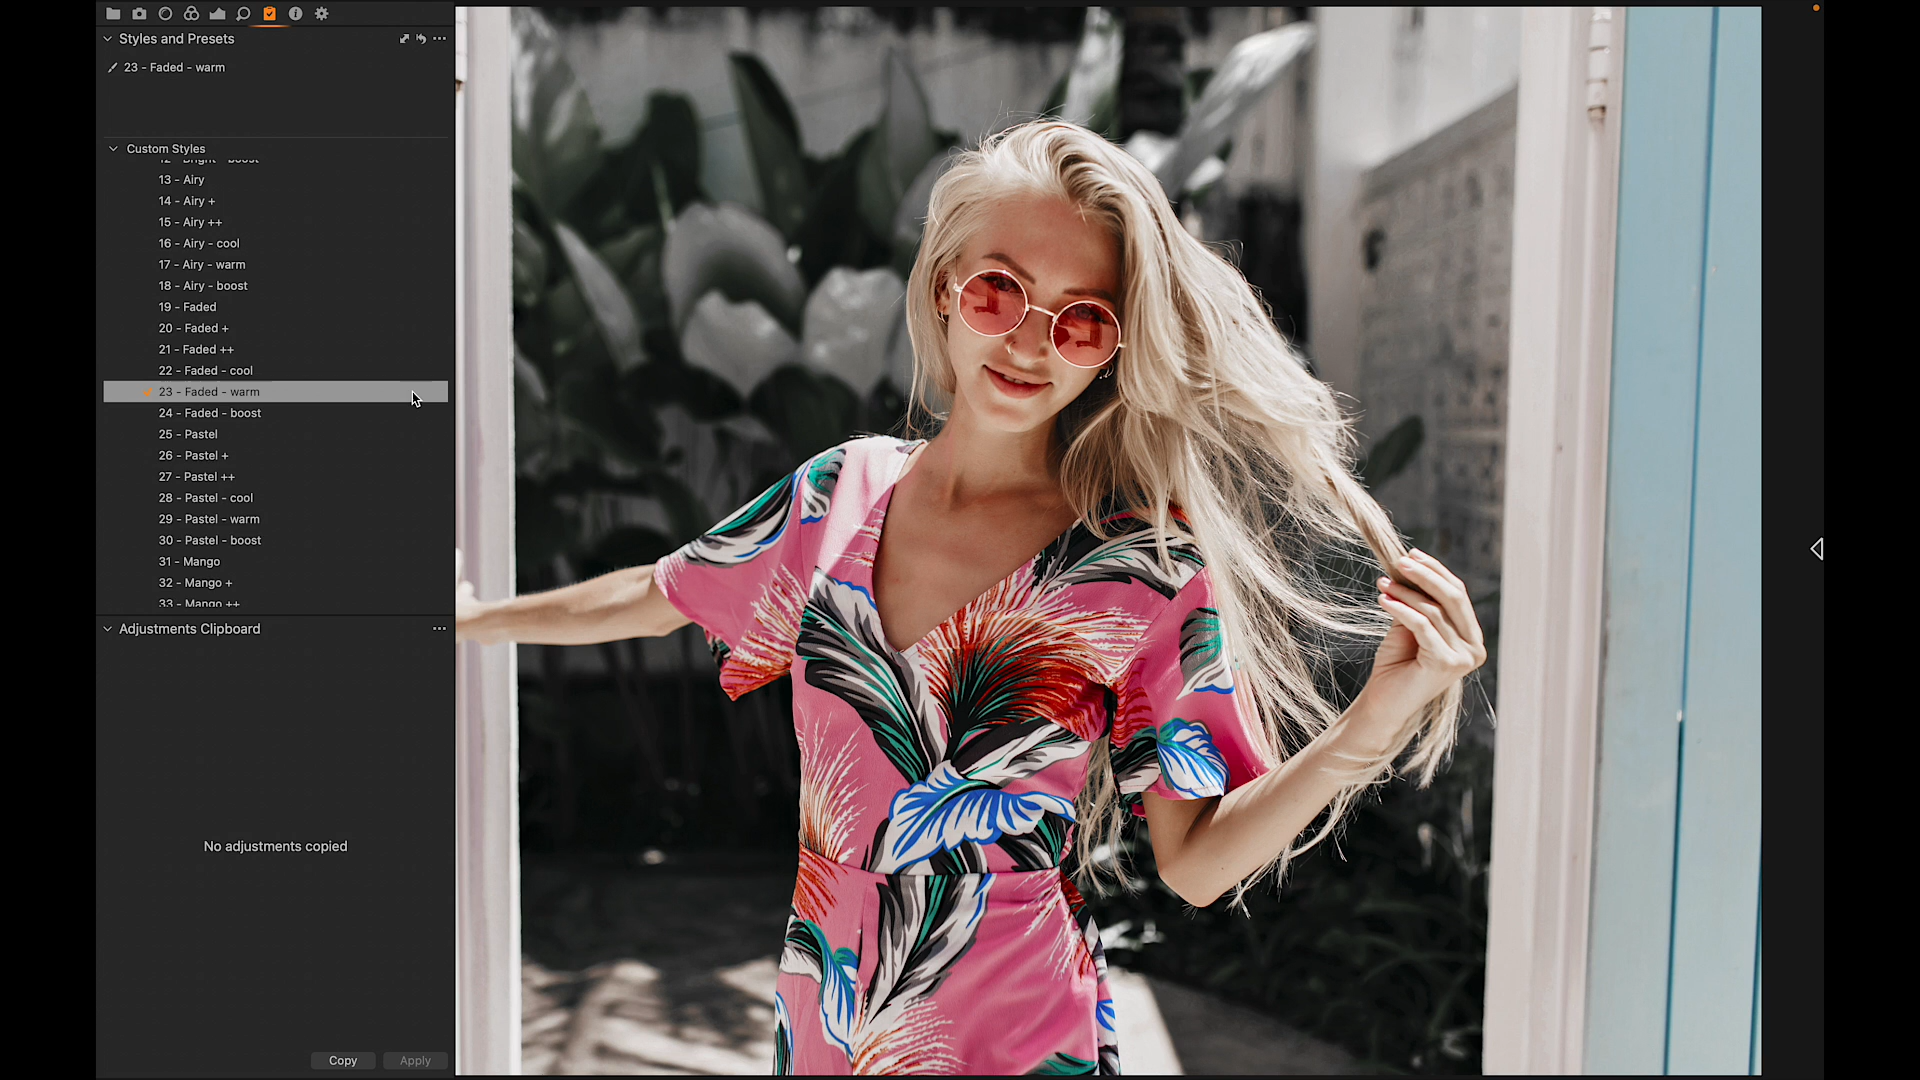 Styles and Presets
23 - Faded - warm
Custom Styles
12 - Bright - boost
13 - Airy
14 - Airy +
15 - Airy ++
16 - Airy - cool
17 - Airy - warm
18 - Airy - boost
19 - Faded
20 - Faded +
21 - Faded ++
22 - Faded - cool
23 - Faded - warm
24 - Faded - boost
25 - Pastel
26 - Pastel +
27 - Pastel ++
28 - Pastel - cool
29 - Pastel - warm
30 - Pastel - boost
31 - Mango
32 - Mango +
33 - Mango ++
Adjustments Clipboard
No adjustments copied
Copy
Apply